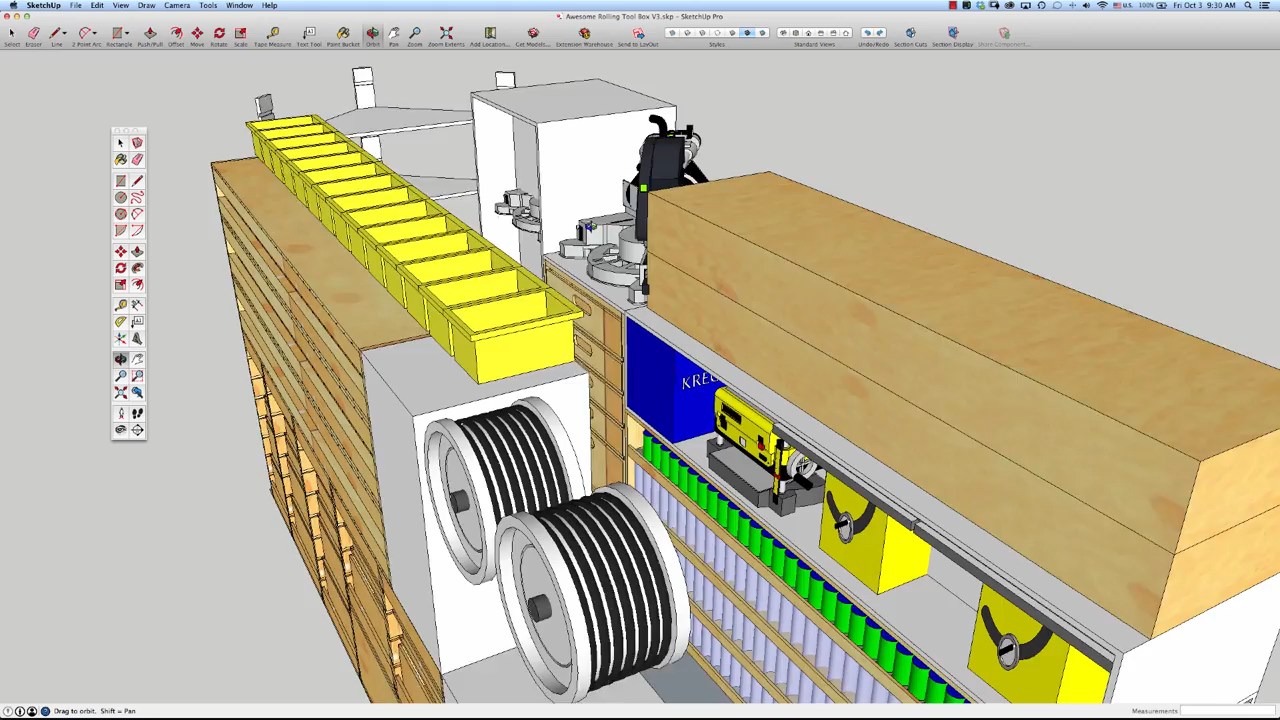 SketchUp File Edit View Draw Camera Tools Window Help
U.S. 100% Fri Oct 3 9:30 AM
Awesome Rolling Tool Box V3.skp - SketchUp Pro
Select Eraser Line 2 Point Arc Rectangle Push/Pull Offset Move Rotate Scale Tape Measure Text Tool Paint Bucket Orbit Pan Zoom Zoom Extents Add Location... Get Models... Extension Warehouse Send to LayOut Styles Standard Views Undo/Redo Section Cuts Section Display Share Component...
KREG
Drag to orbit. Shift = Pan
Measurements